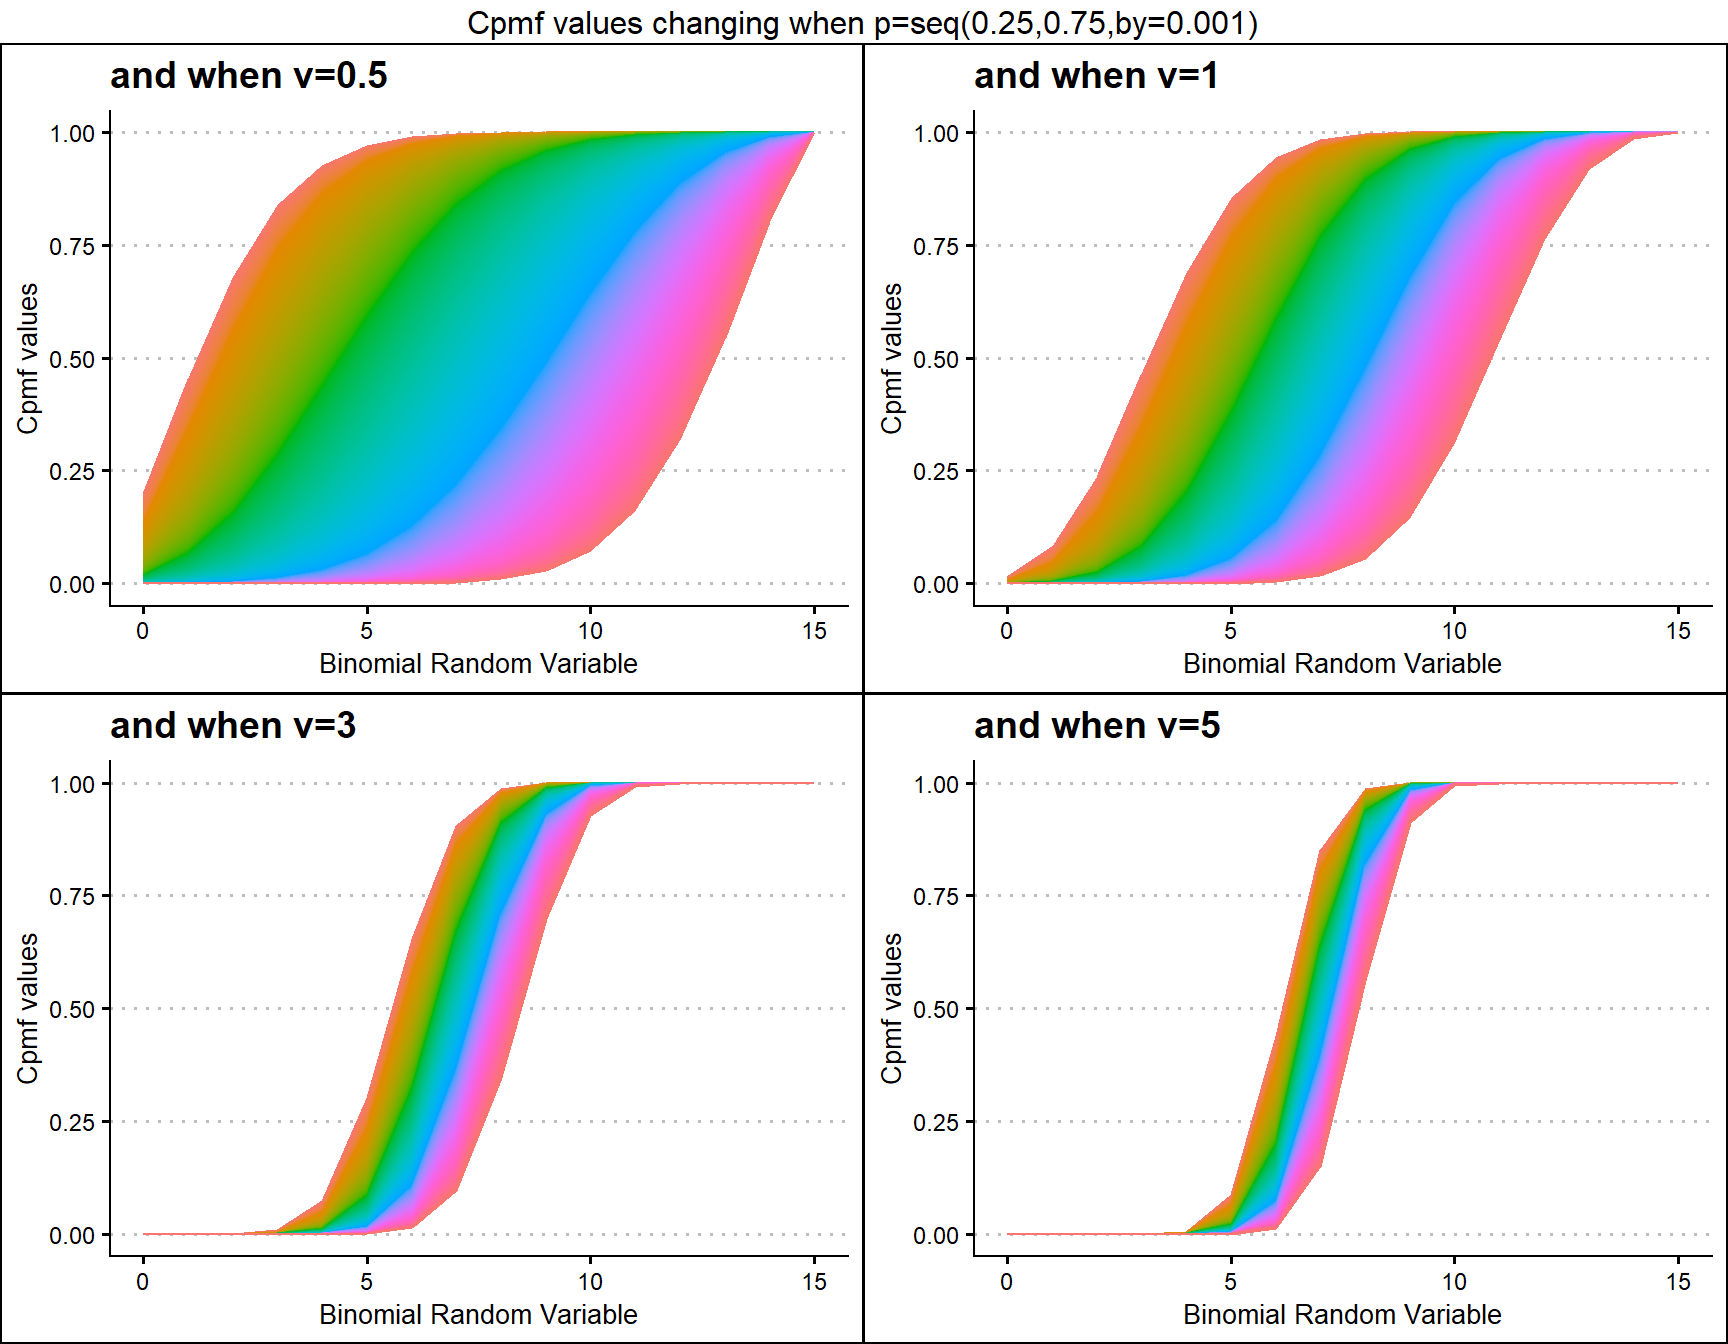 Cpmf values changing when p=seq(0.25,0.75,by=0.001)
and when v=0.5
1.00
0.75
0.50
0.25
0.00
Cpmf values
0 5 10 15
Binomial Random Variable
and when v=1
1.00
0.75
0.50
0.25
0.00
Cpmf values
0 5 10 15
Binomial Random Variable
and when v=3
1.00
0.75
0.50
0.25
0.00
Cpmf values
0 5 10 15
Binomial Random Variable
and when v=5
1.00
0.75
0.50
0.25
0.00
Cpmf values
0 5 10 15
Binomial Random Variable